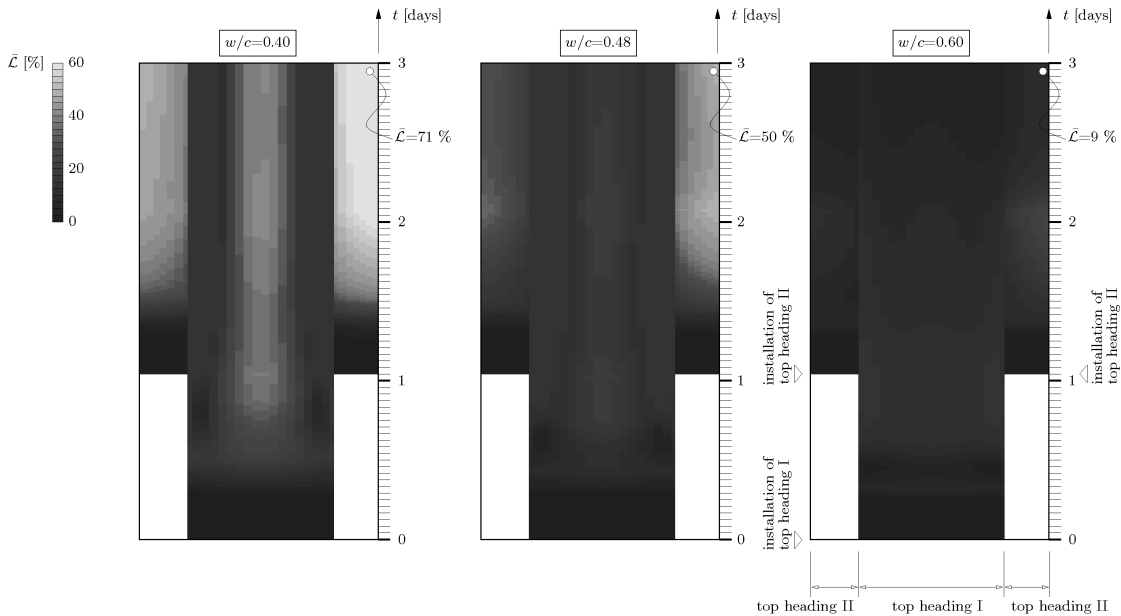 t [days]
t [days]
t [days]
w/c=0.40
w/c=0.48
w/c=0.60
L̄ [%]
60
40
20
0
3
2
1
0
L̄=71 %
3
2
1
0
L̄=50 %
3
2
1
0
L̄=9 %
installation of
top heading II
installation of
top heading I
installation of
top heading II
top heading II
top heading I
top heading II